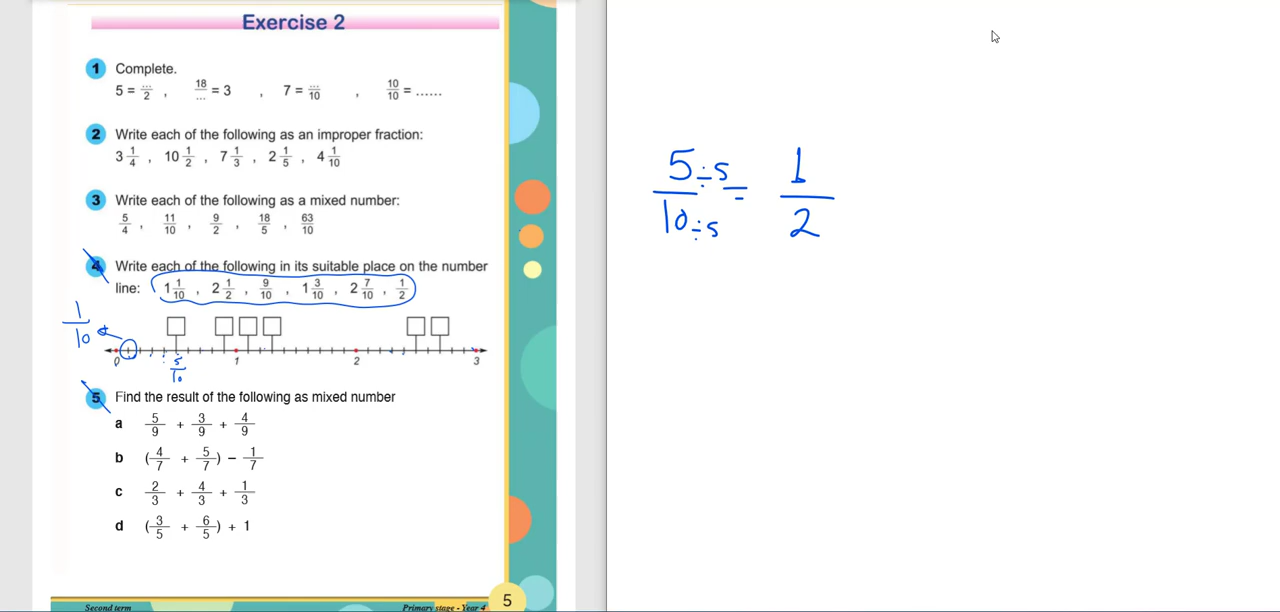 Exercise 2
1 Complete.
5 = .../2 , 18/... = 3 , 7 = .../10 , 10/10 = ......
2 Write each of the following as an improper fraction:
3 1/4 , 10 1/2 , 7 1/3 , 2 1/5 , 4 1/10
3 Write each of the following as a mixed number:
5/4 , 11/10 , 9/2 , 18/5 , 63/10
4 Write each of the following in its suitable place on the number
line: 1 1/10 , 2 1/2 , 9/10 , 1 3/10 , 2 7/10 , 1/2
1/10
0 1 2 3
5/10
5 Find the result of the following as mixed number
a 5/9 + 3/9 + 4/9
b (4/7 + 5/7) − 1/7
c 2/3 + 4/3 + 1/3
d (3/5 + 6/5) + 1
Second term Primary stage - Year 4 5
5÷5/10÷5 = 1/2